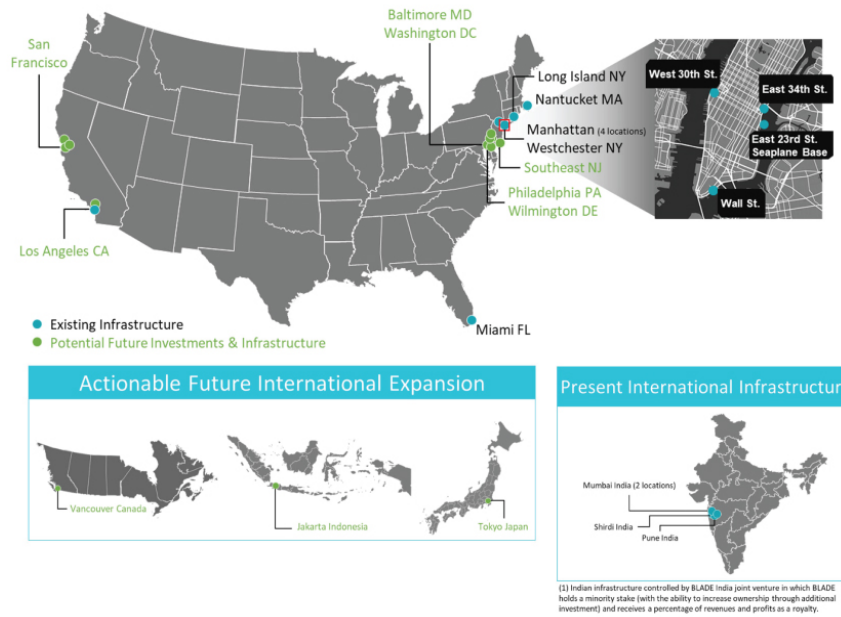 Baltimore MD
Washington DC
San
Francisco
Long Island NY
Nantucket MA
Manhattan (4 locations)
Westchester NY
Southeast NJ
Philadelphia PA
Wilmington DE
West 30th St.
East 34th St.
East 23rd St.
Seaplane Base
Wall St.
Los Angeles CA
Miami FL
Existing Infrastructure
Potential Future Investments & Infrastructure
Actionable Future International Expansion
Vancouver Canada
Jakarta Indonesia
Tokyo Japan
Present International Infrastructur
Mumbai India (2 locations)
Shirdi India
Pune India
(1) Indian infrastructure controlled by BLADE India joint venture in which BLADE
holds a minority stake (with the ability to increase ownership through additional
investment) and receives a percentage of revenues and profits as a royalty.